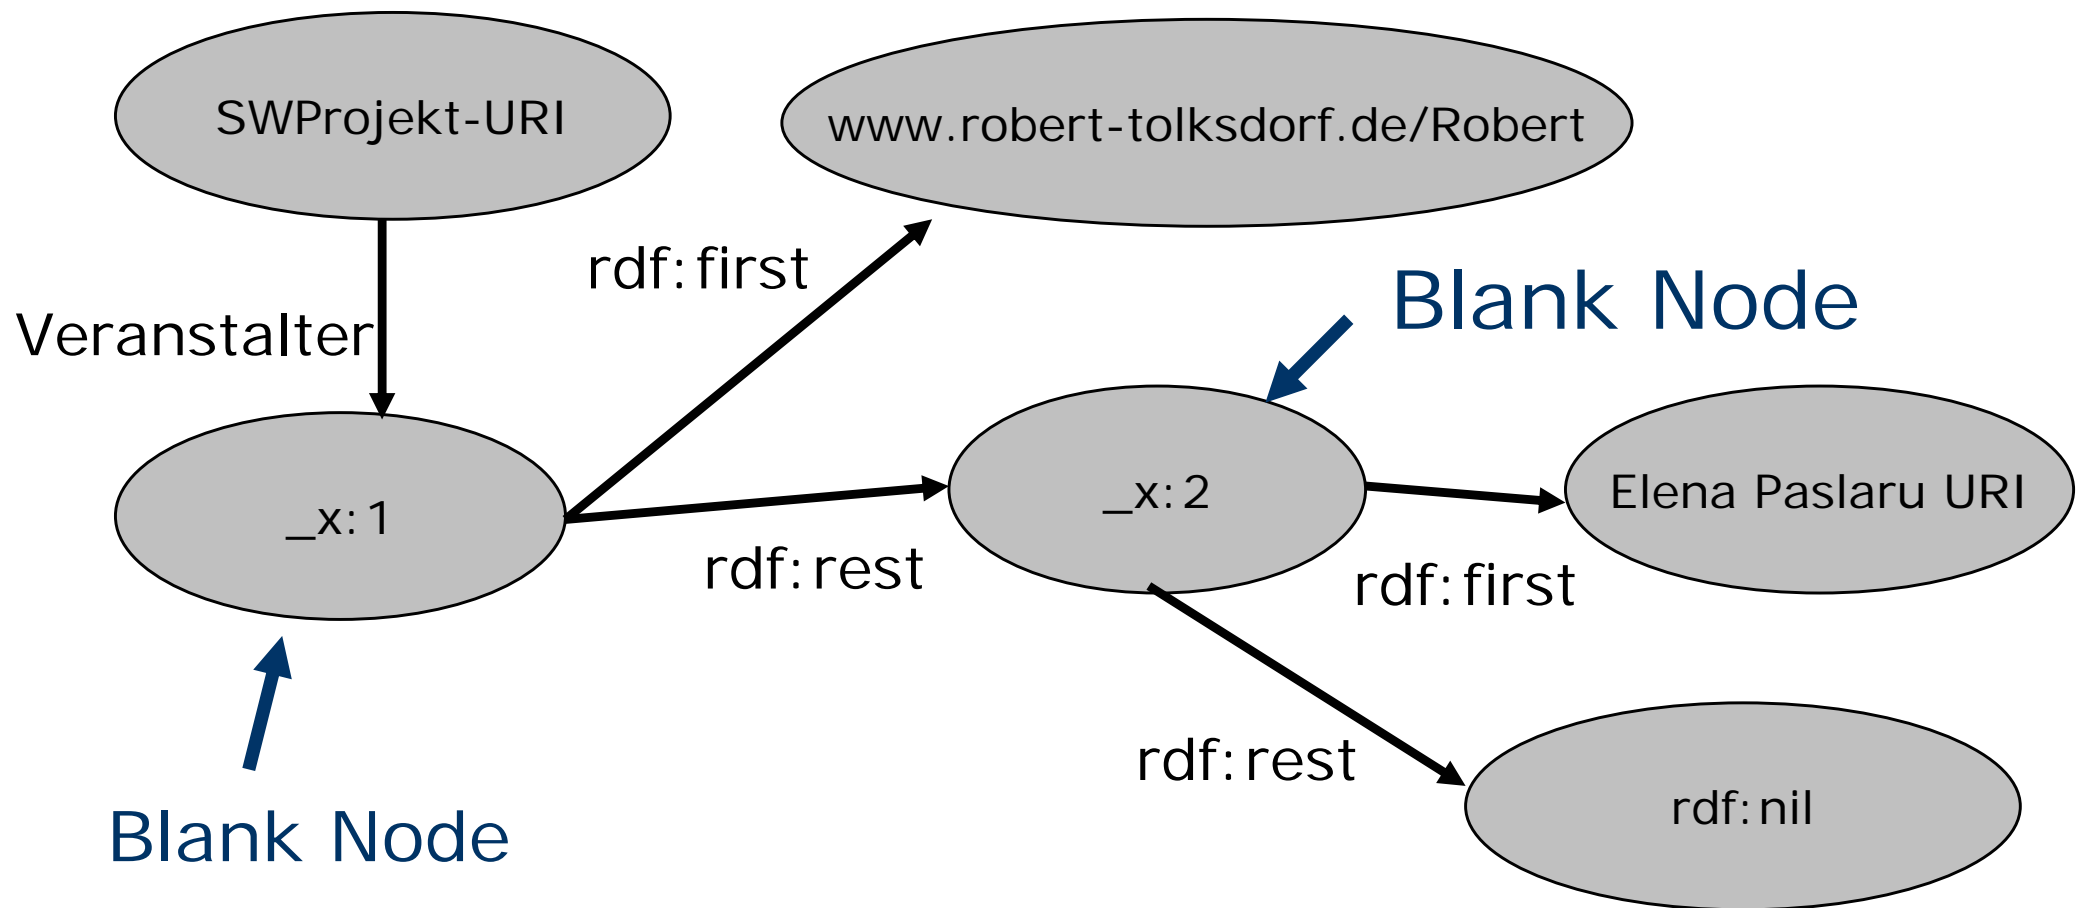 SWProjekt-URI
www.robert-tolksdorf.de/Robert
rdf:first
Blank Node
Veranstalter
_x:1
_x:2
Elena Paslaru URI
rdf:rest
rdf:first
rdf:rest
rdf:nil
Blank Node